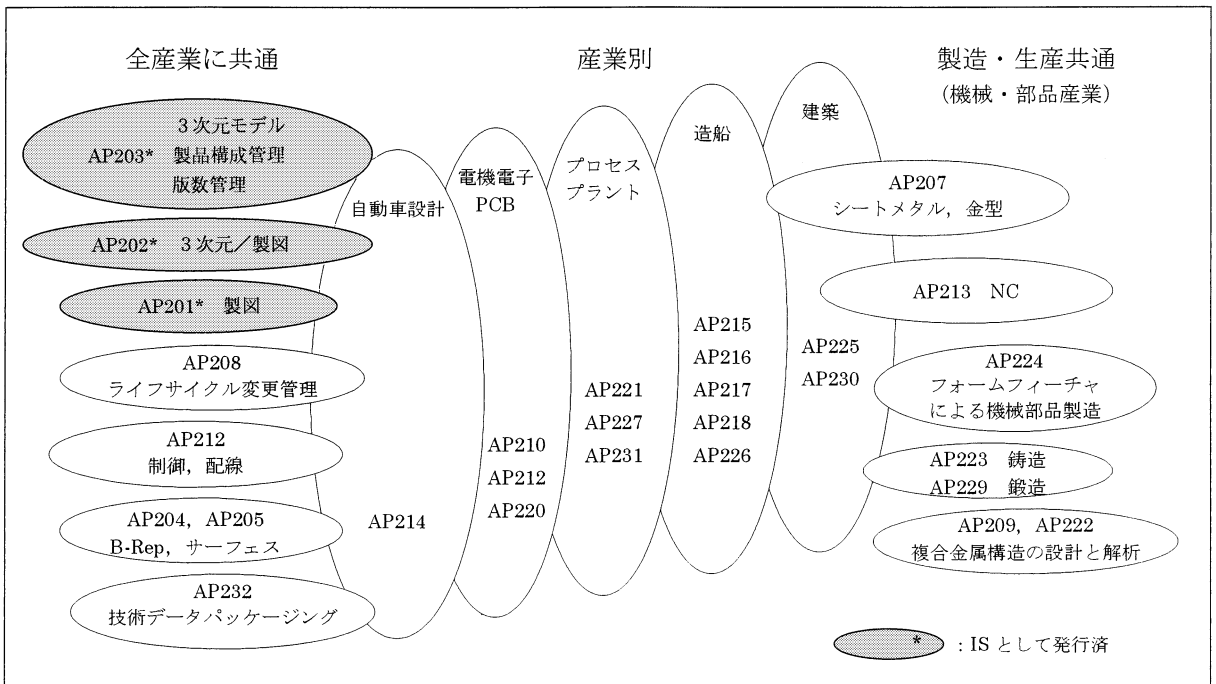 全産業に共通
3次元モデル
AP203* 製品構成管理
版数管理
AP202* 3次元／製図
AP201* 製図
AP208
ライフサイクル変更管理
AP212
制御，配線
AP204，AP205
B-Rep，サーフェス
AP232
技術データパッケージング
産業別
自動車設計
AP214
電機電子
PCB
AP210
AP212
AP220
プロセス
プラント
AP221
AP227
AP231
造船
AP215
AP216
AP217
AP218
AP226
建築
AP225
AP230
製造・生産共通
（機械・部品産業）
AP207
シートメタル，金型
AP213 NC
AP224
フォームフィーチャ
による機械部品製造
AP223 鋳造
AP229 鍛造
AP209，AP222
複合金属構造の設計と解析
* ：ISとして発行済